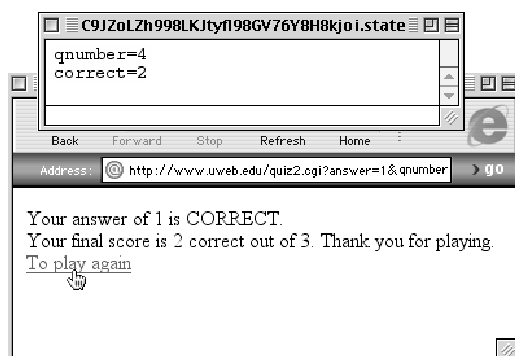 C9JZoLZh998LKJtyfl98GV76Y8H8kjoi.state
qnumber=4
correct=2
Back Forward Stop Refresh Home
Address: @ http://www.uweb.edu/quiz2.cgi?answer=1&qnumber go
Your answer of 1 is CORRECT.
Your final score is 2 correct out of 3. Thank you for playing.
To play again